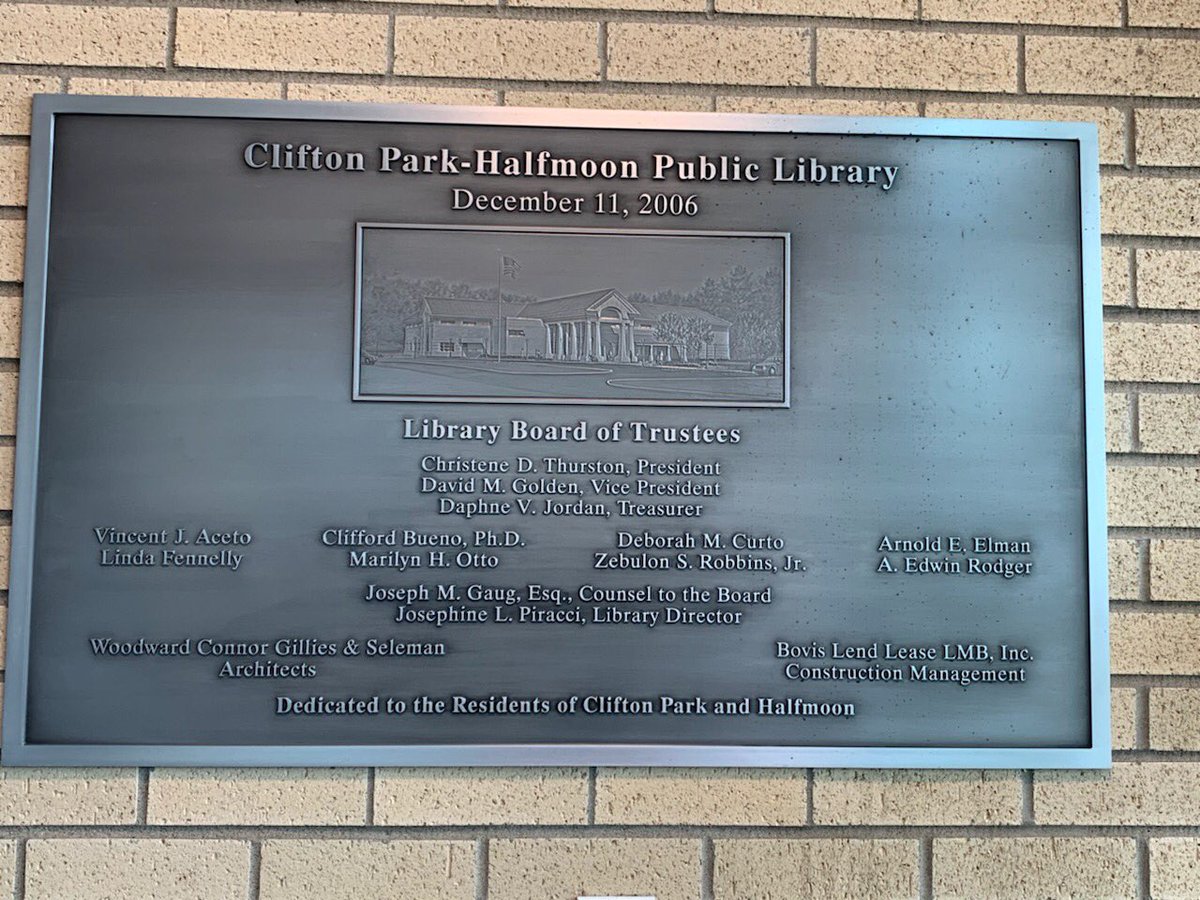 Clifton Park-Halfmoon Public Library
December 11, 2006
Library Board of Trustees
Christene D. Thurston, President
David M. Golden, Vice President
Daphne V. Jordan, Treasurer
Vincent J. Aceto Clifford Bueno, Ph.D. Deborah M. Curto Arnold E. Elman
Linda Fennelly Marilyn H. Otto Zebulon S. Robbins, Jr. A. Edwin Rodger
Joseph M. Gaug, Esq., Counsel to the Board
Josephine L. Piracci, Library Director
Woodward Connor Gillies & Seleman Bovis Lend Lease LMB, Inc.
Architects Construction Management
Dedicated to the Residents of Clifton Park and Halfmoon